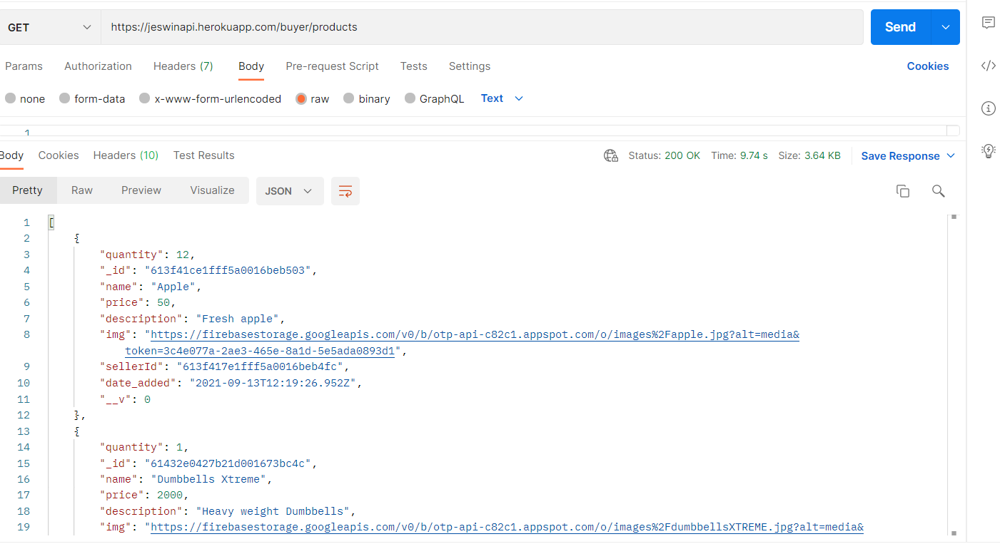 GET https://jeswinapi.herokuapp.com/buyer/products Send
Params Authorization Headers (7) Body Pre-request Script Tests Settings Cookies
none form-data x-www-form-urlencoded raw binary GraphQL Text
1
Body Cookies Headers (10) Test Results Status: 200 OK Time: 9.74 s Size: 3.64 KB Save Response
Pretty Raw Preview Visualize JSON
1 [
2 {
3 "quantity": 12,
4 "_id": "613f41ce1fff5a0016beb503",
5 "name": "Apple",
6 "price": 50,
7 "description": "Fresh apple",
8 "img": "https://firebasestorage.googleapis.com/v0/b/otp-api-c82c1.appspot.com/o/images%2Fapple.jpg?alt=media&
token=3c4e077a-2ae3-465e-8a1d-5e5ada0893d1",
9 "sellerId": "613f417e1fff5a0016beb4fc",
10 "date_added": "2021-09-13T12:19:26.952Z",
11 "__v": 0
12 },
13 {
14 "quantity": 1,
15 "_id": "61432e0427b21d001673bc4c",
16 "name": "Dumbbells Xtreme",
17 "price": 2000,
18 "description": "Heavy weight Dumbbells",
19 "img": "https://firebasestorage.googleapis.com/v0/b/otp-api-c82c1.appspot.com/o/images%2FdumbbellsXTREME.jpg?alt=media&